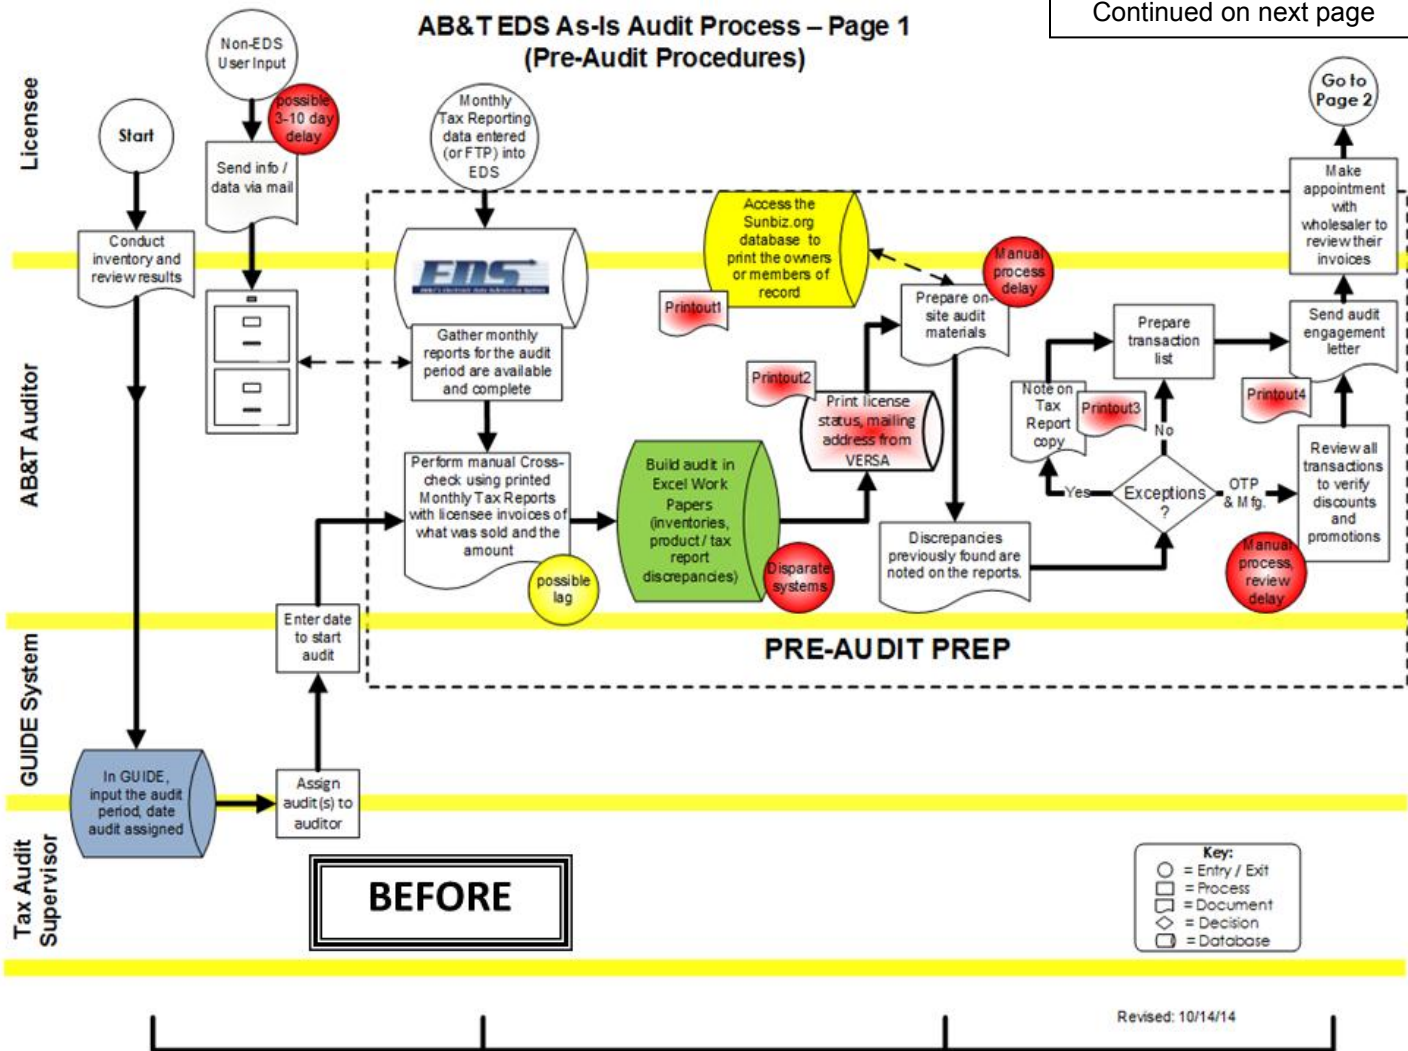 Continued on next page
AB&T EDS As-Is Audit Process – Page 1
(Pre-Audit Procedures)
Licensee
AB&T Auditor
GUIDE System
Tax Audit
Supervisor
Start
Non-EDS
User Input
possible
3-10 day
delay
Send info /
data via mail
Conduct
inventory and
review results
Monthly
Tax Reporting
data entered
(or FTP) into
EDS
EDS
Gather monthly
reports for the audit
period are available
and complete
Perform manual Cross-
check using printed
Monthly Tax Reports
with licensee invoices of
what was sold and the
amount
possible
lag
Enter date
to start
audit
In GUIDE,
input the audit
period, date
audit assigned
Assign
audit(s) to
auditor
Build audit in
Excel Work
Papers
(inventories,
product / tax
report
discrepancies)
Disparate
systems
Access the
Sunbiz.org
database to
print the owners
or members of
record
Printout1
Printout2
Print license
status, mailing
address from
VERSA
Manual
process
delay
Prepare on-
site audit
materials
Discrepancies
previously found are
noted on the reports.
Exceptions
?
Yes
No
OTP
& Mfg.
Note on
Tax
Report
copy
Printout3
Prepare
transaction
list
Manual
process,
review
delay
Review all
transactions
to verify
discounts
and
promotions
Printout4
Send audit
engagement
letter
Make
appointment
with
wholesaler to
review their
invoices
Go to
Page 2
PRE-AUDIT PREP
BEFORE
Key:
= Entry / Exit
= Process
= Document
= Decision
= Database
Revised: 10/14/14